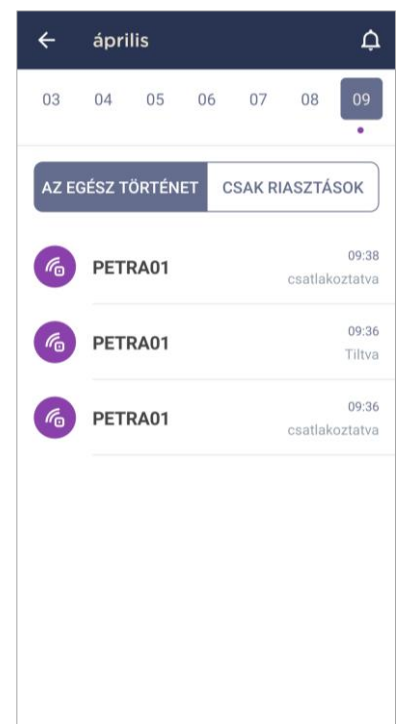 április
03 04 05 06 07 08 09
AZ EGÉSZ TÖRTÉNET CSAK RIASZTÁSOK
PETRA01 09:38
csatlakoztatva
PETRA01 09:36
Tiltva
PETRA01 09:36
csatlakoztatva